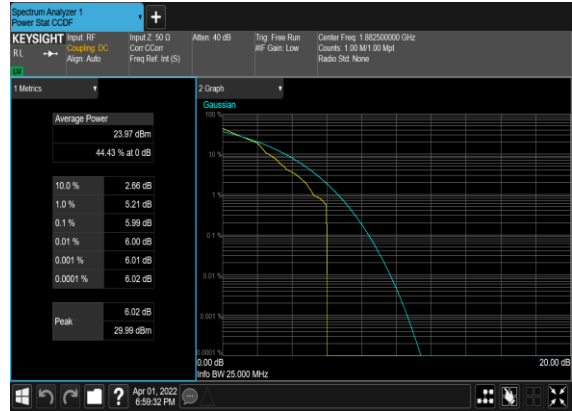 Spectrum Analyzer 1
Power Stat CCDF
KEYSIGHT
RL
LV
Input: RF
Coupling: DC
Align: Auto
Input Z: 50 Ω
Corr CCorr
Freq Ref: Int (S)
Atten: 40 dB
Trig: Free Run
#IF Gain: Low
Center Freq: 1.882500000 GHz
Counts: 1.00 M/1.00 Mpt
Radio Std: None
1 Metrics
Average Power
23.97 dBm
44.43 % at 0 dB
10.0 % 2.66 dB
1.0 % 5.21 dB
0.1 % 5.99 dB
0.01 % 6.00 dB
0.001 % 6.01 dB
0.0001 % 6.02 dB
Peak
6.02 dB
29.99 dBm
2 Graph
Gaussian
100 %
10 %
1 %
0.1 %
0.01 %
0.001 %
0.0001 %
0.00 dB
20.00 dB
Info BW 25.000 MHz
?
Apr 01, 2022
6:59:32 PM